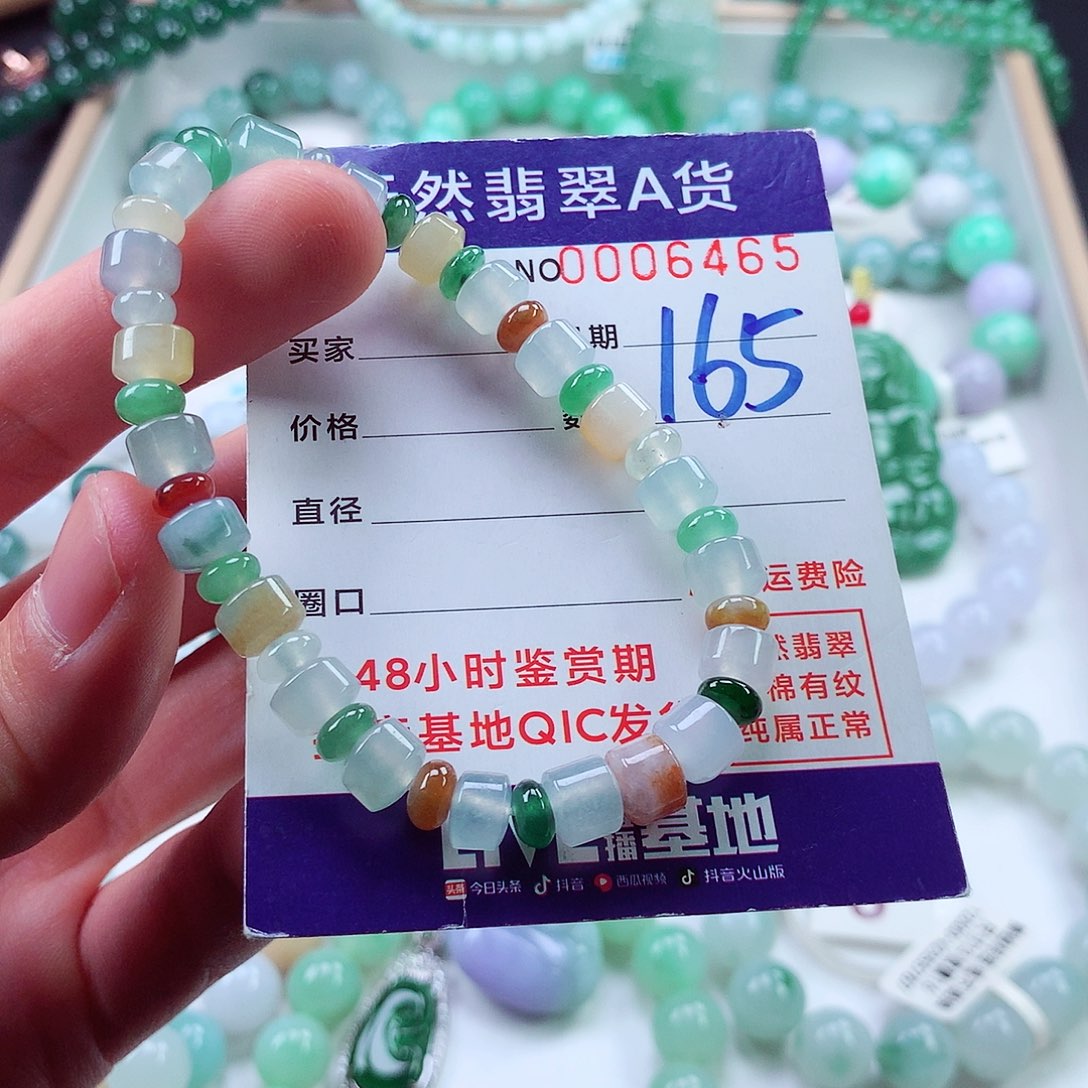 然翡翠A货
NO0006465
买家 期 165
价格
直径
圈口 运费险
48小时鉴赏期 然翡翠
基地QIC发 棉有纹
纯属正常
播基地
头条 今日头条 抖音 西瓜视频 抖音火山版